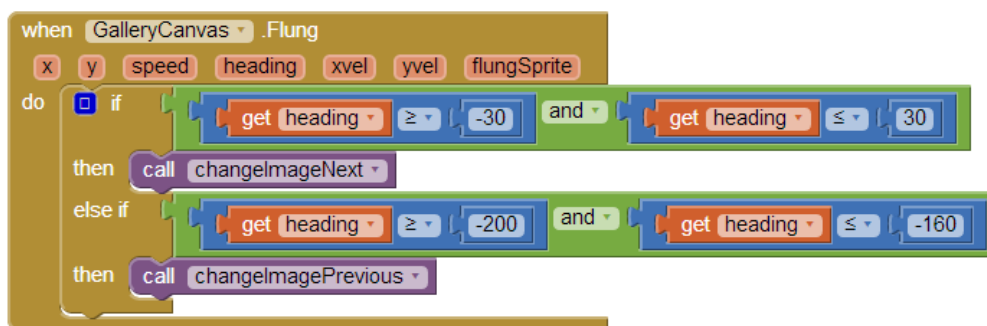 when GalleryCanvas .Flung
x y speed heading xvel yvel flungSprite
do if get heading ≥ -30 and get heading ≤ 30
then call changeImageNext
else if get heading ≥ -200 and get heading ≤ -160
then call changeImagePrevious